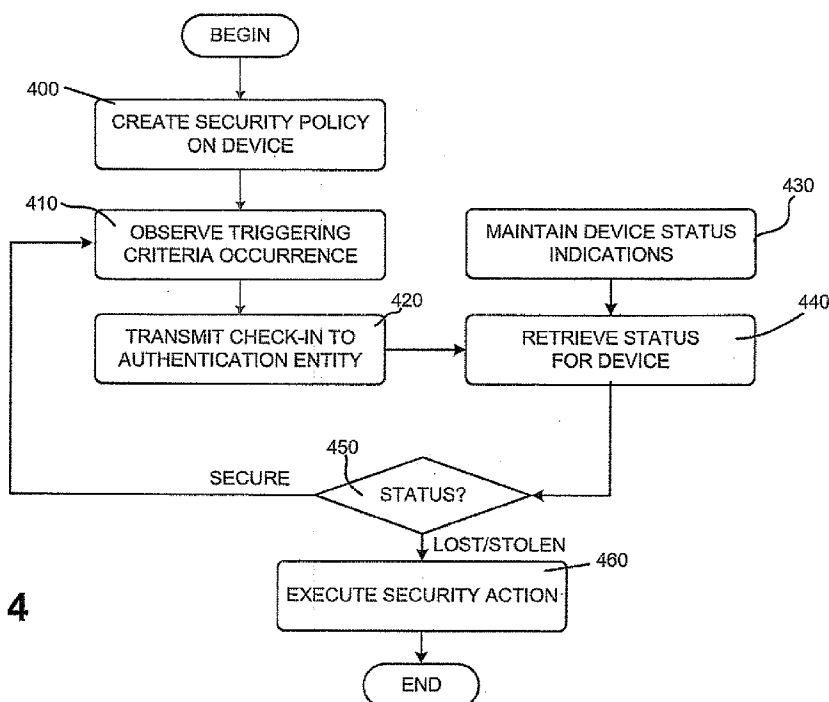 BEGIN
400
CREATE SECURITY POLICY
ON DEVICE
410
OBSERVE TRIGGERING
CRITERIA OCCURRENCE
430
MAINTAIN DEVICE STATUS
INDICATIONS
420
TRANSMIT CHECK-IN TO
AUTHENTICATION ENTITY
440
RETRIEVE STATUS
FOR DEVICE
450
SECURE
STATUS?
LOST/STOLEN
460
EXECUTE SECURITY ACTION
4
END